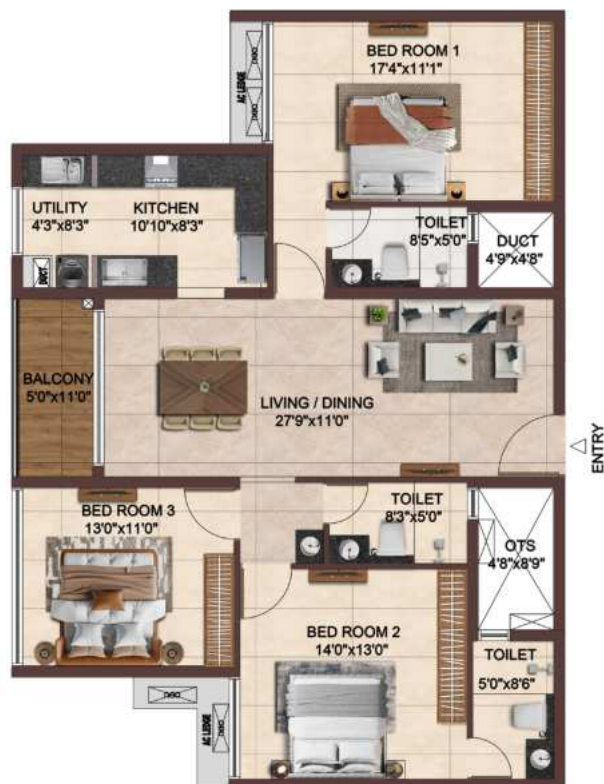 BED ROOM 1
17'4"x11'1"
AC LEDGE
UTILITY
4'3"x8'3"
KITCHEN
10'10"x8'3"
TOILET
8'5"x5'0"
DUCT
4'9"x4'8"
DUCT
BALCONY
5'0"x11'0"
LIVING / DINING
27'9"x11'0"
ENTRY
BED ROOM 3
13'0"x11'0"
TOILET
8'3"x5'0"
OTS
4'8"x8'9"
BED ROOM 2
14'0"x13'0"
TOILET
5'0"x8'6"
AC LEDGE